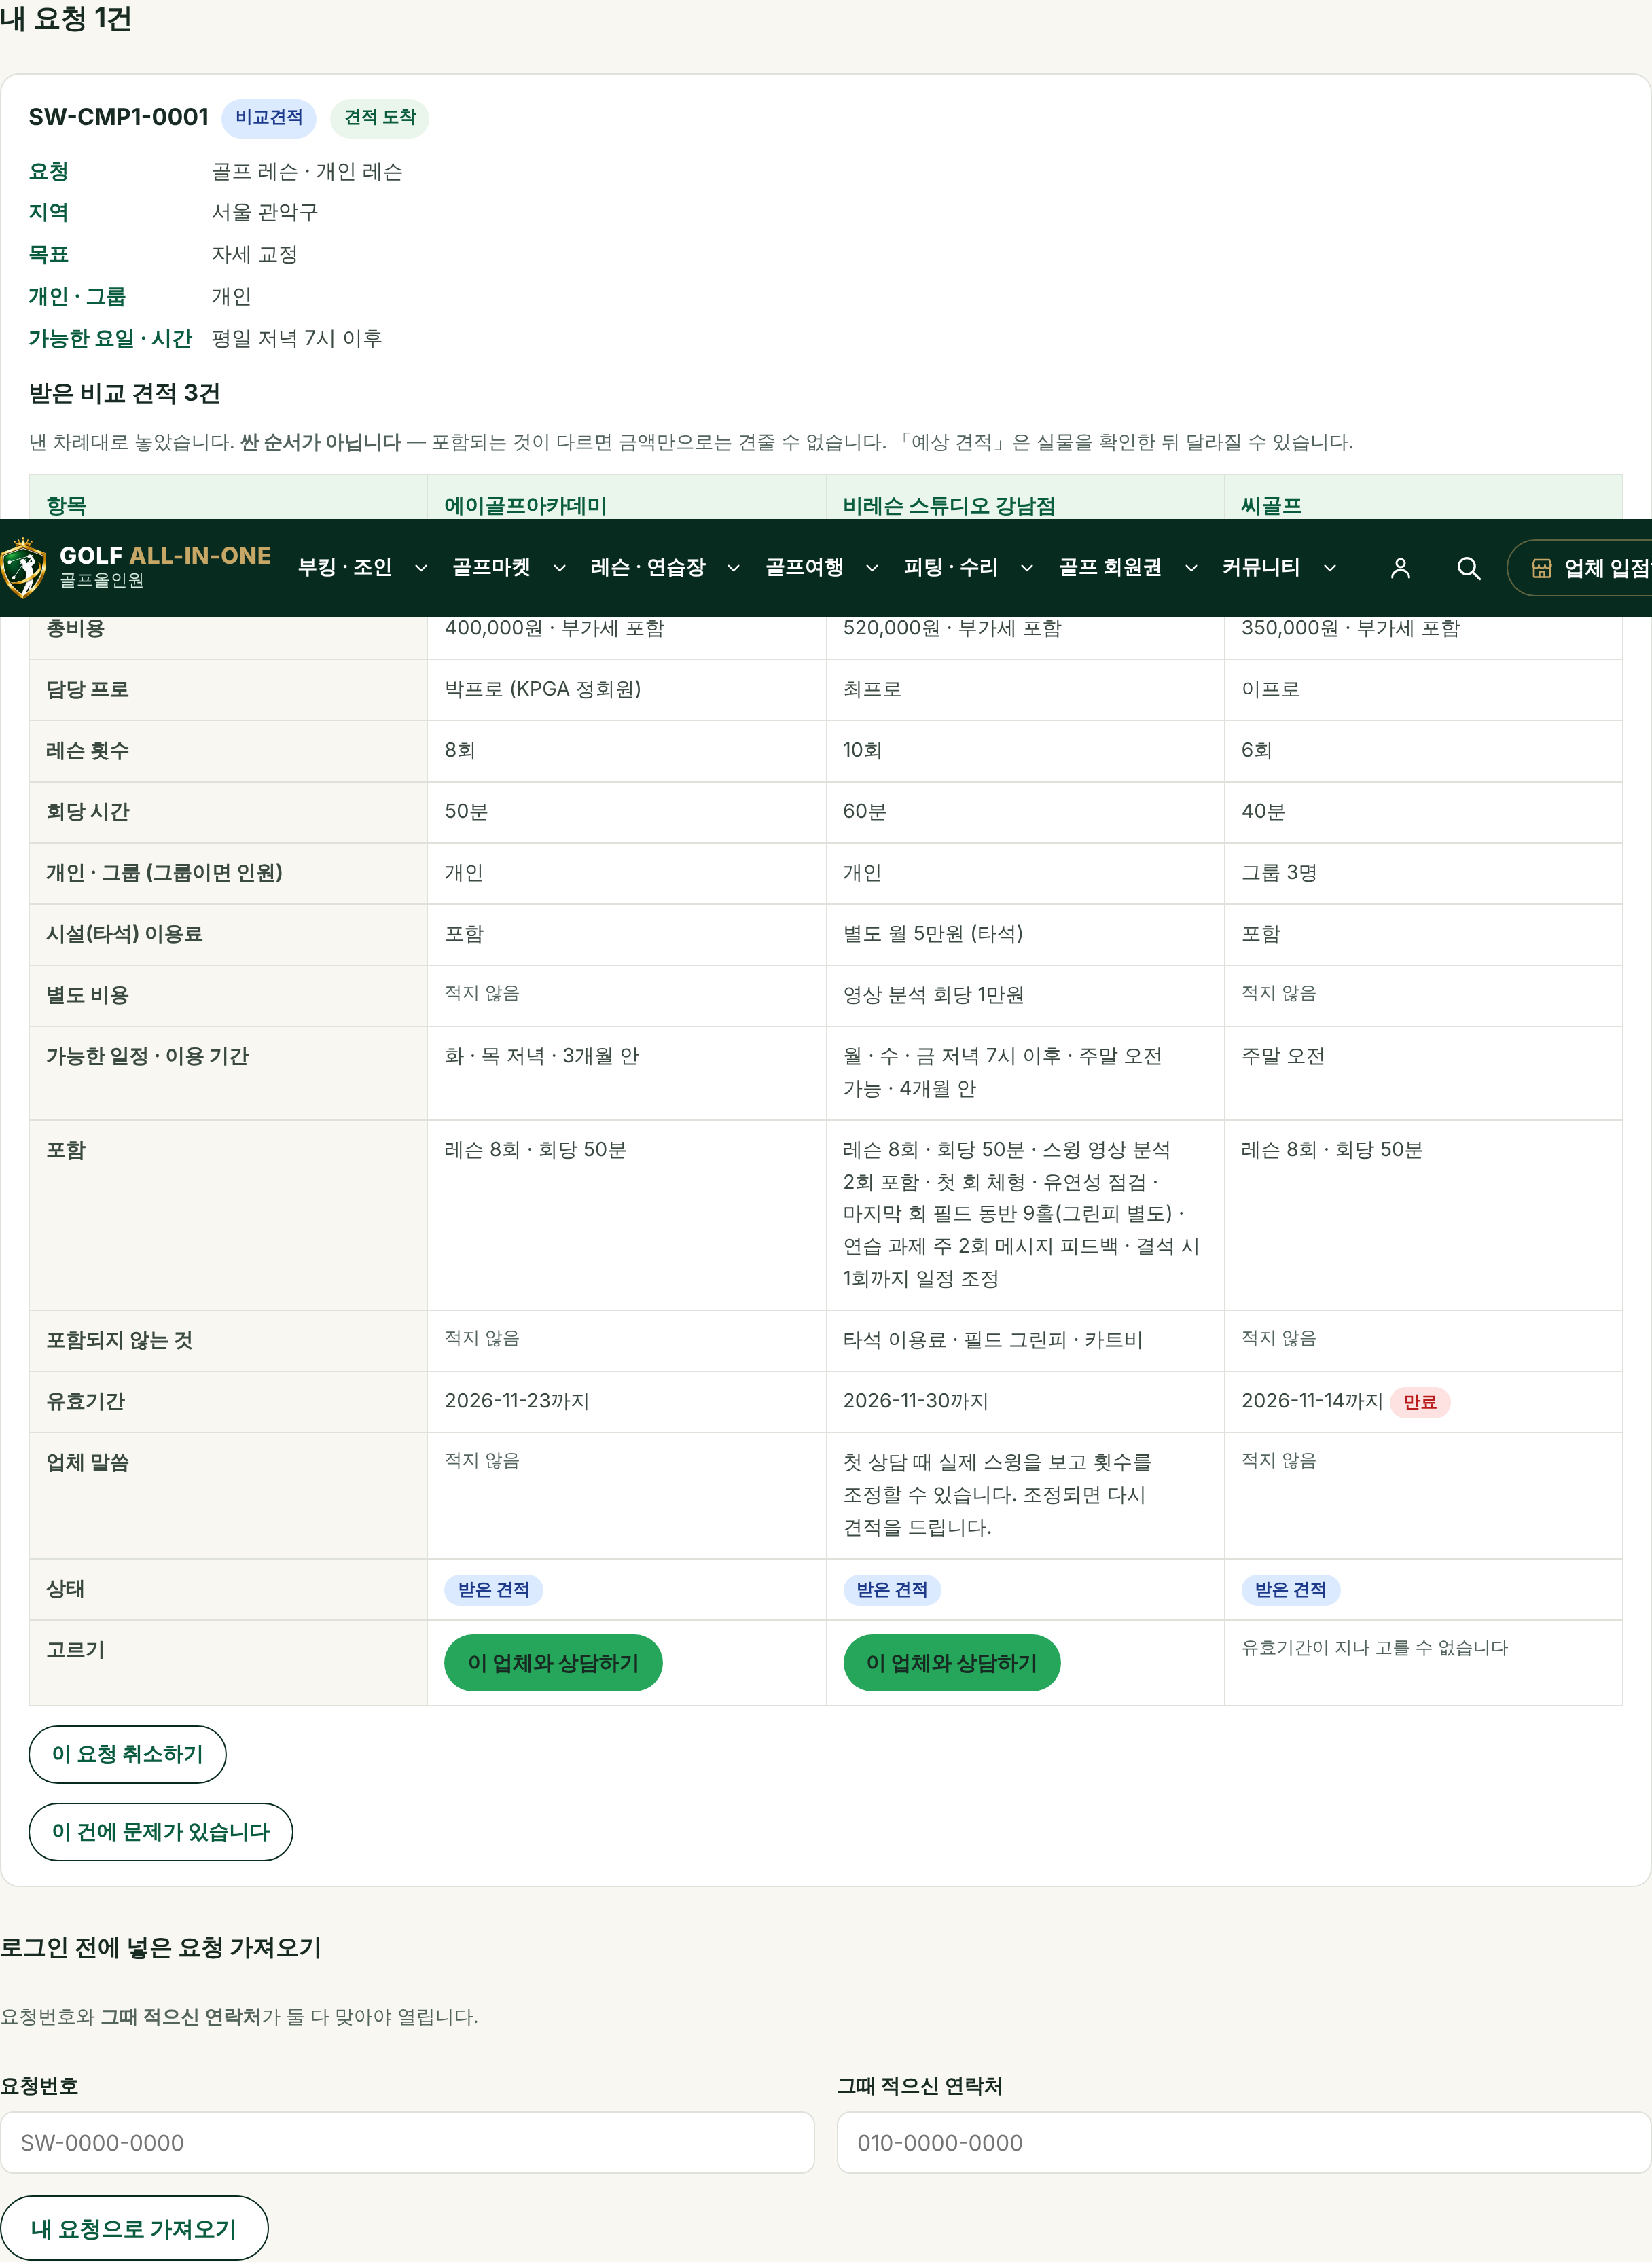 내 요청 1건
SW-CMP1-0001 비교견적 견적 도착
요청 골프 레슨 · 개인 레슨
지역 서울 관악구
목표 자세 교정
개인 · 그룹 개인
가능한 요일 · 시간 평일 저녁 7시 이후
받은 비교 견적 3건
낸 차례대로 놓았습니다. 싼 순서가 아닙니다 — 포함되는 것이 다르면 금액만으로는 견줄 수 없습니다. 「예상 견적」은 실물을 확인한 뒤 달라질 수 있습니다.
항목 에이골프아카데미 비레슨 스튜디오 강남점 씨골프
GOLF ALL-IN-ONE
골프올인원
부킹 · 조인 골프마켓 레슨 · 연습장 골프여행 피팅 · 수리 골프 회원권 커뮤니티 업체 입점
총비용 400,000원 · 부가세 포함 520,000원 · 부가세 포함 350,000원 · 부가세 포함
담당 프로 박프로 (KPGA 정회원) 최프로 이프로
레슨 횟수 8회 10회 6회
회당 시간 50분 60분 40분
개인 · 그룹 (그룹이면 인원) 개인 개인 그룹 3명
시설(타석) 이용료 포함 별도 월 5만원 (타석) 포함
별도 비용 적지 않음 영상 분석 회당 1만원 적지 않음
가능한 일정 · 이용 기간 화 · 목 저녁 · 3개월 안 월 · 수 · 금 저녁 7시 이후 · 주말 오전 주말 오전
가능 · 4개월 안
포함 레슨 8회 · 회당 50분 레슨 8회 · 회당 50분 · 스윙 영상 분석 레슨 8회 · 회당 50분
2회 포함 · 첫 회 체형 · 유연성 점검 ·
마지막 회 필드 동반 9홀(그린피 별도) ·
연습 과제 주 2회 메시지 피드백 · 결석 시
1회까지 일정 조정
포함되지 않는 것 적지 않음 타석 이용료 · 필드 그린피 · 카트비 적지 않음
유효기간 2026-11-23까지 2026-11-30까지 2026-11-14까지 만료
업체 말씀 적지 않음 첫 상담 때 실제 스윙을 보고 횟수를 적지 않음
조정할 수 있습니다. 조정되면 다시
견적을 드립니다.
상태 받은 견적 받은 견적 받은 견적
고르기 이 업체와 상담하기 이 업체와 상담하기 유효기간이 지나 고를 수 없습니다
이 요청 취소하기
이 건에 문제가 있습니다
로그인 전에 넣은 요청 가져오기
요청번호와 그때 적으신 연락처가 둘 다 맞아야 열립니다.
요청번호 그때 적으신 연락처
SW-0000-0000 010-0000-0000
내 요청으로 가져오기